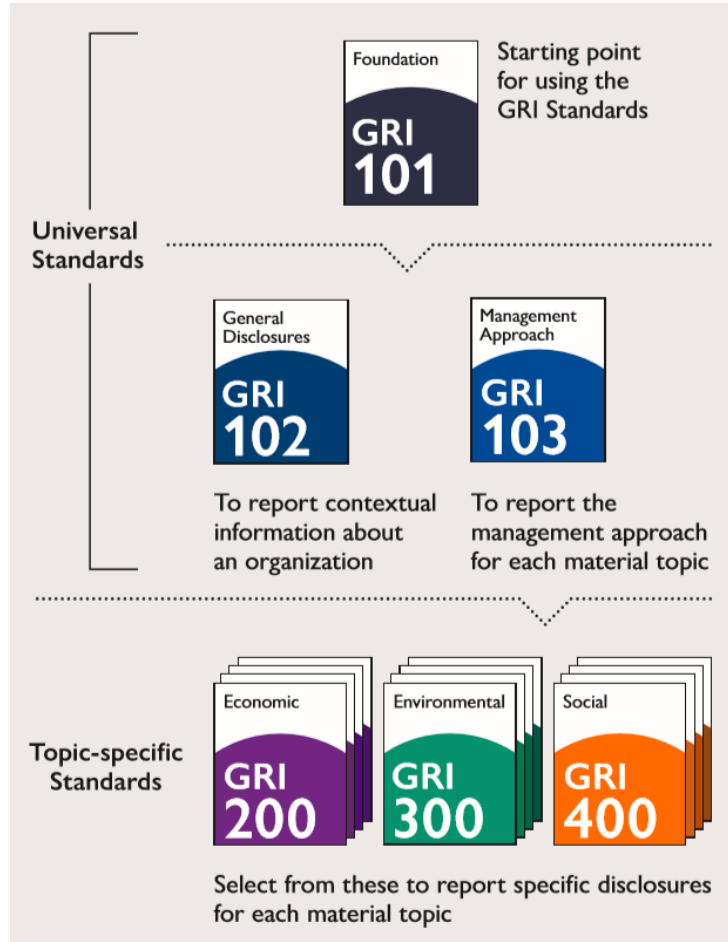 Foundation
GRI
101
Starting point
for using the
GRI Standards
Universal
Standards
General
Disclosures
GRI
102
To report contextual
information about
an organization
Management
Approach
GRI
103
To report the
management approach
for each material topic
Topic-specific
Standards
Economic
GRI
200
Environmental
GRI
300
Social
GRI
400
Select from these to report specific disclosures
for each material topic